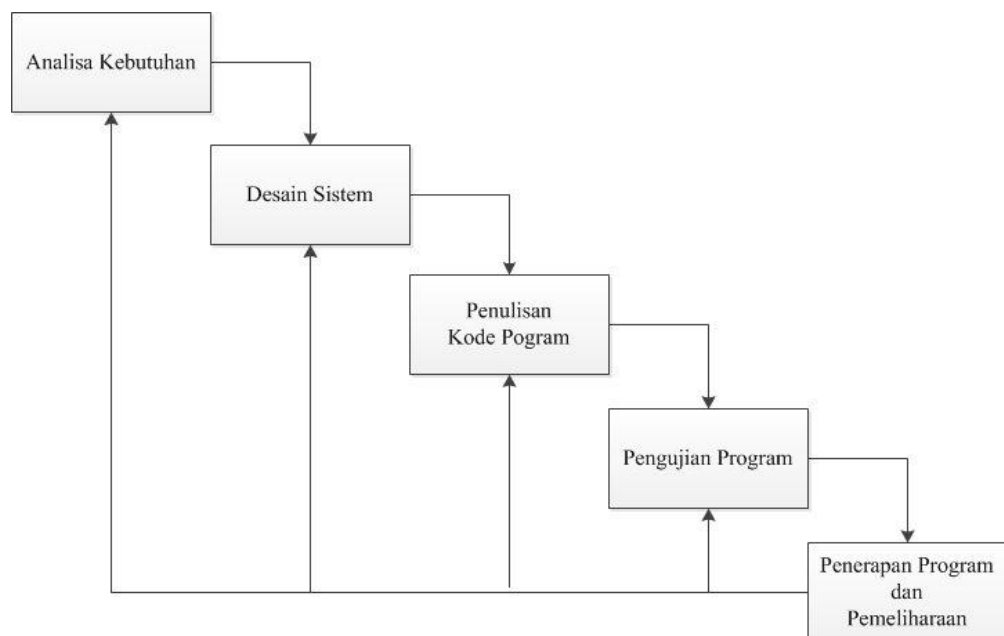 Analisa Kebutuhan
Desain Sistem
Penulisan
Kode Pogram
Pengujian Program
Penerapan Program
dan
Pemeliharaan